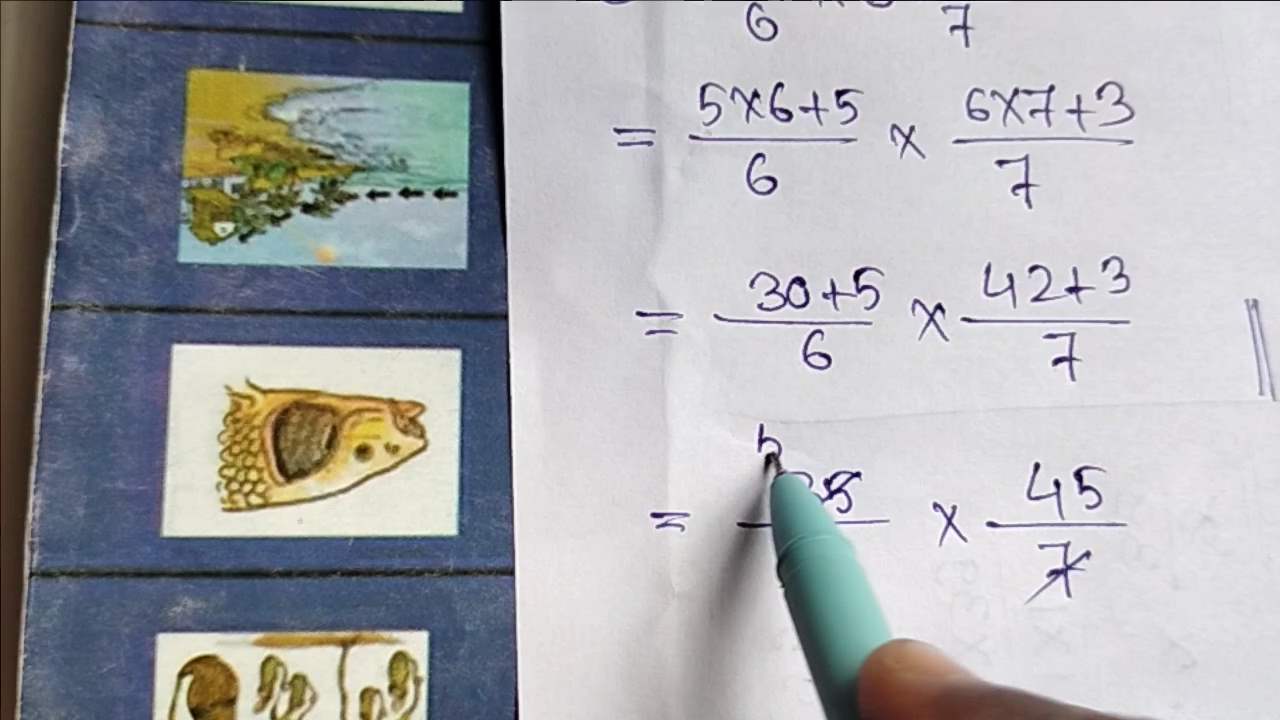 6 7
= 5×6+5/6 × 6×7+3/7
= 30+5/6 × 42+3/7
5
= 35/ × 45/7